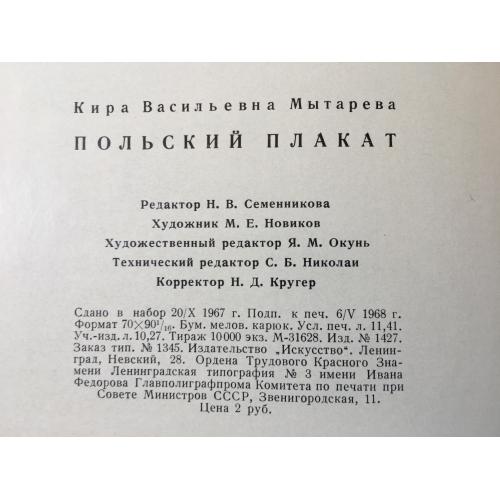 Кира Васильевна Мытарева
ПОЛЬСКИЙ ПЛАКАТ
Редактор Н. В. Семенникова
Художник М. Е. Новиков
Художественный редактор Я. М. Окунь
Технический редактор С. Б. Николаи
Корректор Н. Д. Кругер
Сдано в набор 20/X 1967 г. Подп. к печ. 6/V 1968 г.
Формат 70×90¹/₁₆. Бум. мелов. карюк. Усл. печ. л. 11,41.
Уч.-изд. л. 10,27. Тираж 10000 экз. М-31628. Изд. № 1427.
Заказ тип. № 1345. Издательство „Искусство“. Ленин-
град, Невский, 28. Ордена Трудового Красного Зна-
мени Ленинградская типография № 3 имени Ивана
Федорова Главполиграфпрома Комитета по печати при
Совете Министров СССР, Звенигородская, 11.
Цена 2 руб.